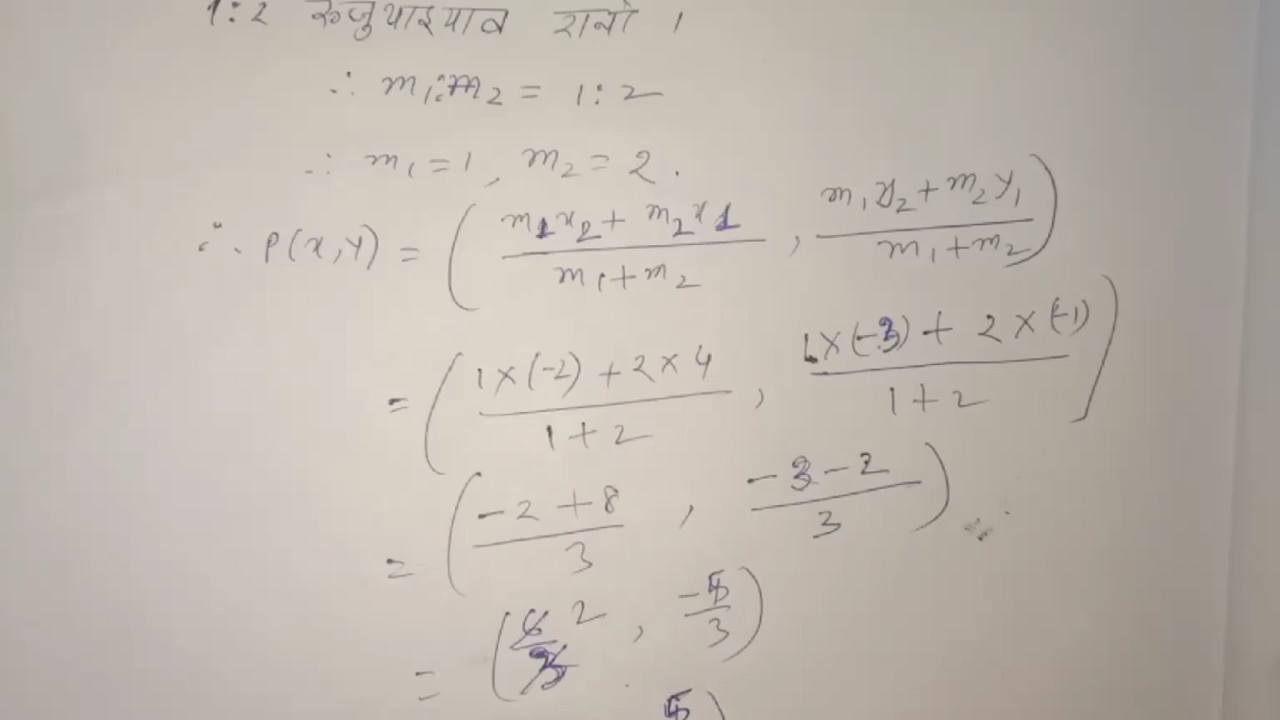 1:2
∴ m1:m2 = 1:2
∴ m1 = 1, m2 = 2.
∴ P(x,y) = ( (m1x2 + m2x1)/(m1+m2) , (m1y2 + m2y1)/(m1+m2) )
= ( (1×(-2) + 2×4)/(1+2) , (1×(-3) + 2×(-1))/(1+2) )
= ( (-2+8)/3 , (-3-2)/3 )
= ( 6/3 2 , -5/3 )
5 )